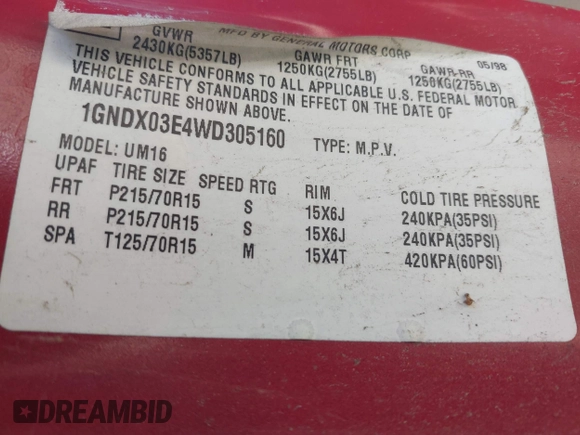 MFD BY GENERAL MOTORS CORP
GVWR GAWR FRT GAWR RR 05/98
2430KG(5357LB) 1250KG(2755LB) 1250KG(2755LB)
THIS VEHICLE CONFORMS TO ALL APPLICABLE U.S. FEDERAL MOTOR
VEHICLE SAFETY STANDARDS IN EFFECT ON THE DATE OF
MANUFACTURE SHOWN ABOVE.
1GNDX03E4WD305160 TYPE: M.P.V.
MODEL: UM16
UPAF TIRE SIZE SPEED RTG RIM COLD TIRE PRESSURE
FRT P215/70R15 S 15X6J 240KPA(35PSI)
RR P215/70R15 S 15X6J 240KPA(35PSI)
SPA T125/70R15 M 15X4T 420KPA(60PSI)
DREAMBID